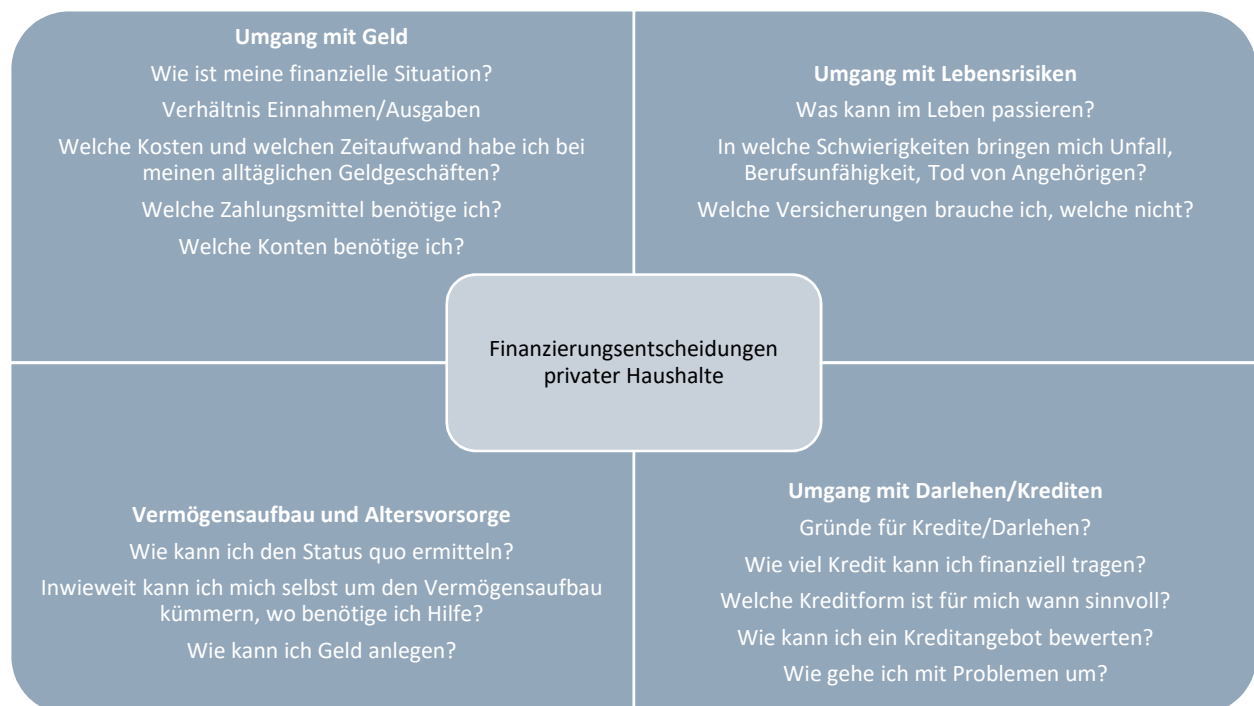 Umgang mit Geld
Wie ist meine finanzielle Situation?
Verhältnis Einnahmen/Ausgaben
Welche Kosten und welchen Zeitaufwand habe ich bei
meinen alltäglichen Geldgeschäften?
Welche Zahlungsmittel benötige ich?
Welche Konten benötige ich?
Umgang mit Lebensrisiken
Was kann im Leben passieren?
In welche Schwierigkeiten bringen mich Unfall,
Berufsunfähigkeit, Tod von Angehörigen?
Welche Versicherungen brauche ich, welche nicht?
Finanzierungsentscheidungen
privater Haushalte
Vermögensaufbau und Altersvorsorge
Wie kann ich den Status quo ermitteln?
Inwieweit kann ich mich selbst um den Vermögensaufbau
kümmern, wo benötige ich Hilfe?
Wie kann ich Geld anlegen?
Umgang mit Darlehen/Krediten
Gründe für Kredite/Darlehen?
Wie viel Kredit kann ich finanziell tragen?
Welche Kreditform ist für mich wann sinnvoll?
Wie kann ich ein Kreditangebot bewerten?
Wie gehe ich mit Problemen um?